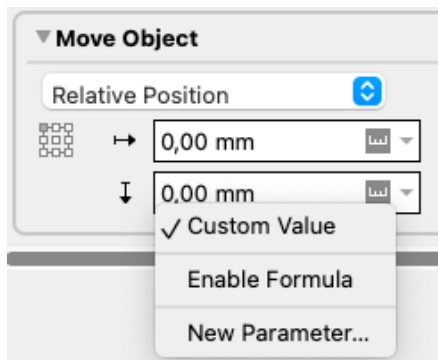 Move Object
Relative Position
0,00 mm
0,00 mm
✓ Custom Value
Enable Formula
New Parameter...